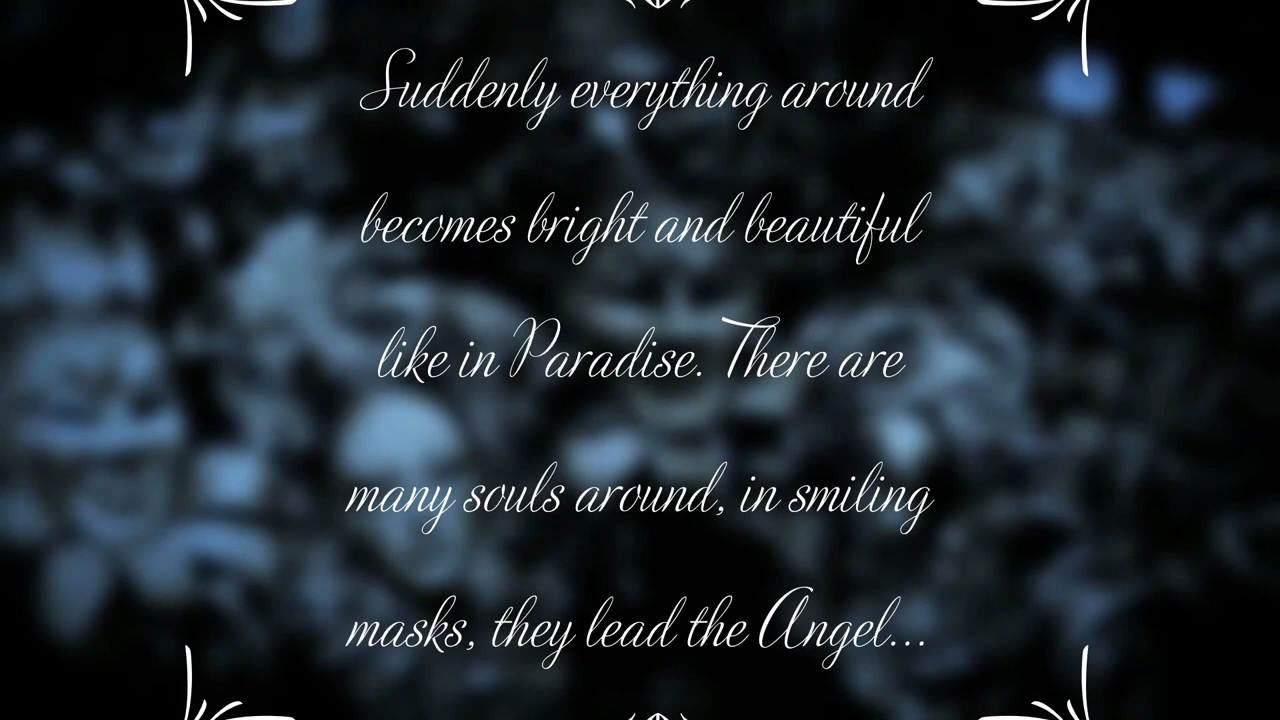 Suddenly everything around
becomes bright and beautiful
like in Paradise. There are
many souls around, in smiling
masks, they lead the Angel...